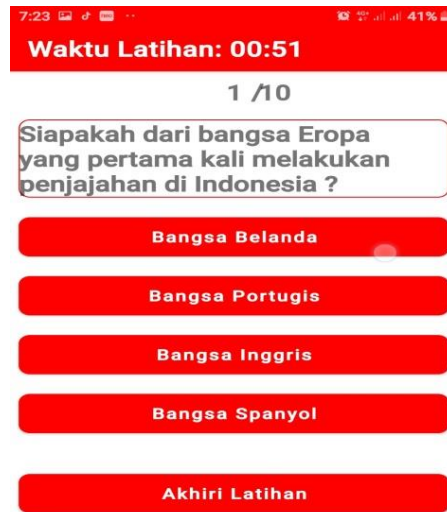 7:23 41%
Waktu Latihan: 00:51
1 /10
Siapakah dari bangsa Eropa
yang pertama kali melakukan
penjajahan di Indonesia ?
Bangsa Belanda
Bangsa Portugis
Bangsa Inggris
Bangsa Spanyol
Akhiri Latihan